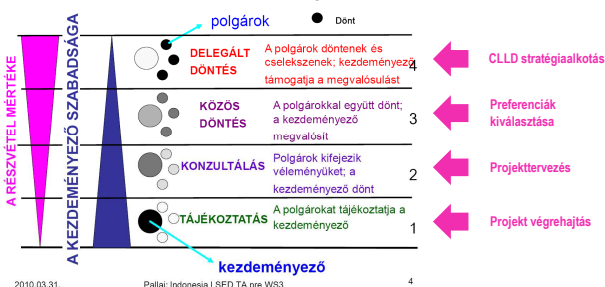 polgárok
Dönt
A RÉSZVÉTEL MÉRTÉKE
A KEZDEMÉNYEZŐ SZABADSÁGA
DELEGÁLT
DÖNTÉS
A polgárok döntenek és
cselekszenek; kezdeményező
támogatja a megvalósulást
4
CLLD stratégiaalkotás
KÖZÖS
DÖNTÉS
A polgárokkal együtt dönt;
a kezdeményező
megvalósít
3
Preferenciák
kiválasztása
KONZULTÁLÁS
Polgárok kifejezik
véleményüket; a
kezdeményező dönt
2
Projekttervezés
TÁJÉKOZTATÁS
A polgárokat tájékoztatja a
kezdeményező
1
Projekt végrehajtás
kezdeményező
2010.03.31.
Pallai: Indonesia LSED TA pre WS3
4